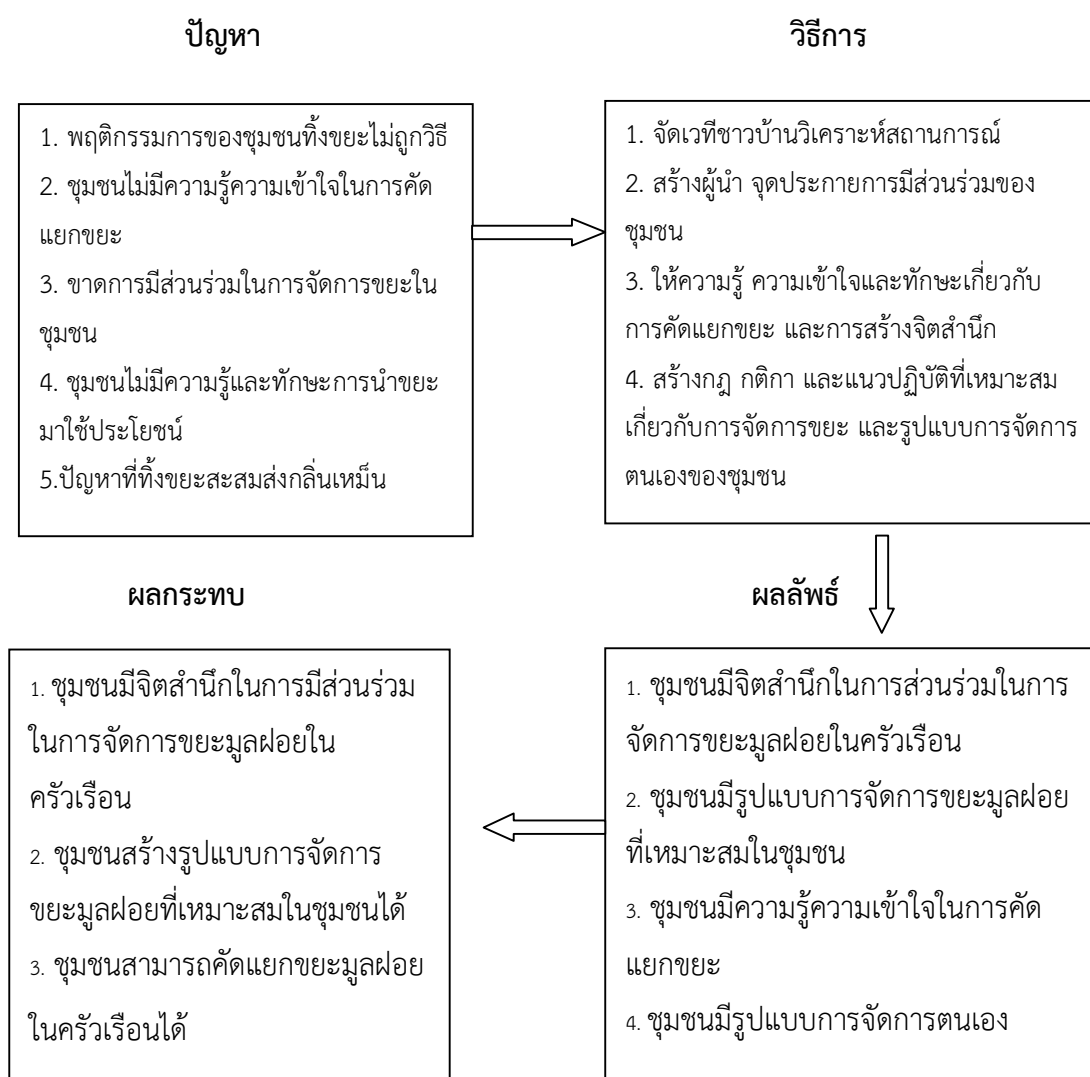 ปัญหา
1. พฤติกรรมการของชุมชนทิ้งขยะไม่ถูกวิธี
2. ชุมชนไม่มีความรู้ความเข้าใจในการคัด
แยกขยะ
3. ขาดการมีส่วนร่วมในการจัดการขยะใน
ชุมชน
4. ชุมชนไม่มีความรู้และทักษะการนำขยะ
มาใช้ประโยชน์
5.ปัญหาที่ทิ้งขยะสะสมส่งกลิ่นเหม็น
วิธีการ
1. จัดเวทีชาวบ้านวิเคราะห์สถานการณ์
2. สร้างผู้นำ จุดประกายการมีส่วนร่วมของ
ชุมชน
3. ให้ความรู้ ความเข้าใจและทักษะเกี่ยวกับ
การคัดแยกขยะ และการสร้างจิตสำนึก
4. สร้างกฎ กติกา และแนวปฏิบัติที่เหมาะสม
เกี่ยวกับการจัดการขยะ และรูปแบบการจัดการ
ตนเองของชุมชน
ผลลัพธ์
1. ชุมชนมีจิตสำนึกในการส่วนร่วมในการ
จัดการขยะมูลฝอยในครัวเรือน
2. ชุมชนมีรูปแบบการจัดการขยะมูลฝอย
ที่เหมาะสมในชุมชน
3. ชุมชนมีความรู้ความเข้าใจในการคัด
แยกขยะ
4. ชุมชนมีรูปแบบการจัดการตนเอง
ผลกระทบ
1. ชุมชนมีจิตสำนึกในการมีส่วนร่วม
ในการจัดการขยะมูลฝอยใน
ครัวเรือน
2. ชุมชนสร้างรูปแบบการจัดการ
ขยะมูลฝอยที่เหมาะสมในชุมชนได้
3. ชุมชนสามารถคัดแยกขยะมูลฝอย
ในครัวเรือนได้